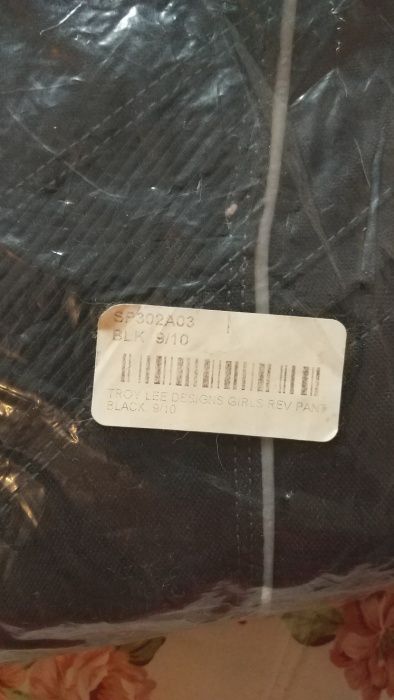 SP302A03
BLK 9/10
TROY LEE DESIGNS GIRLS REV PANT
BLACK 9/10